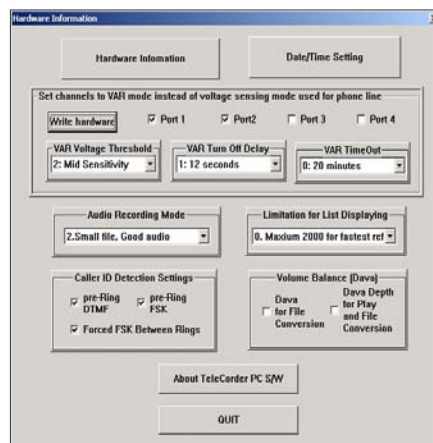 Hardware Information
Hardware Infomation
Date/Time Setting
Set channels to VAR mode instead of voltage sensing mode used for phone line
Write hardware
Port 1
Port2
Port 3
Port 4
VAR Voltage Threshold
2: Mid Sensitivity
VAR Turn Off Delay
1: 12 seconds
VAR TimeOut
0: 20 minutes
Audio Recording Mode
2.Small file, Good audio
Limitation for List Displaying
0. Maxium 2000 for fastest ref
Caller ID Detection Settings
pre-Ring
DTMF
pre-Ring
FSK
Forced FSK Between Rings
Volume Balance (Dava)
Dava
for File
Conversion
Dava Depth
for Play
and File
Conversion
About TeleCorder PC S/W
QUIT